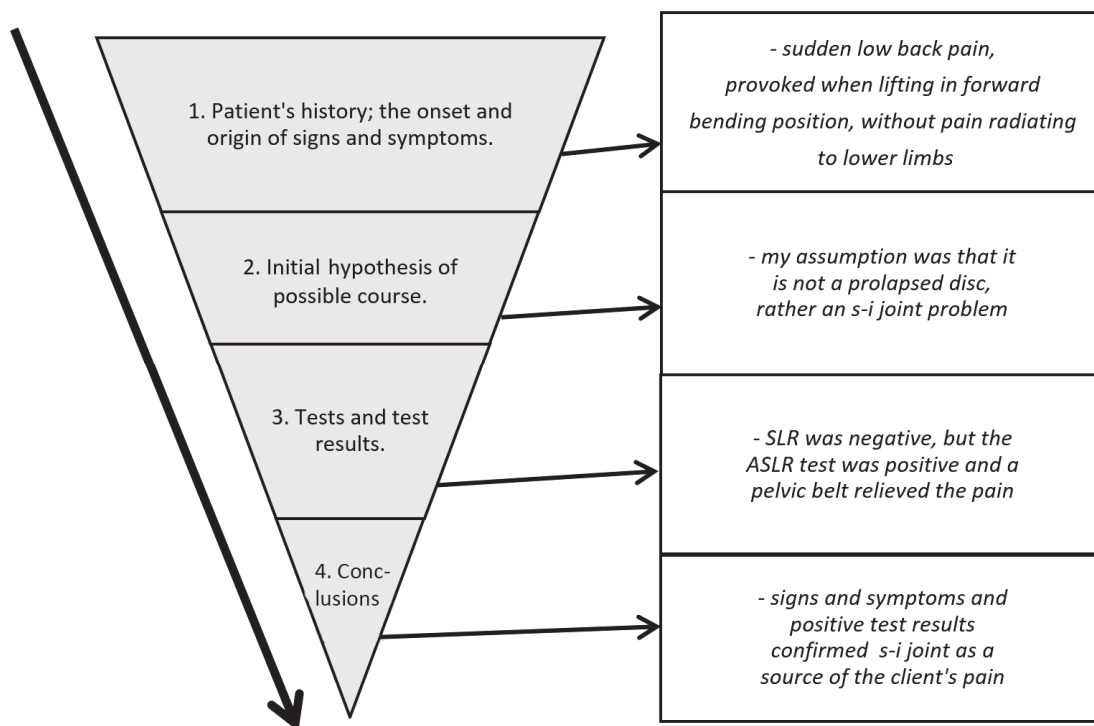 1. Patient's history; the onset and
origin of signs and symptoms.
- sudden low back pain,
provoked when lifting in forward
bending position, without pain radiating
to lower limbs
2. Initial hypothesis of
possible course.
- my assumption was that it
is not a prolapsed disc,
rather an s-i joint problem
3. Tests and test
results.
- SLR was negative, but the
ASLR test was positive and a
pelvic belt relieved the pain
4. Conc-
lusions
- signs and symptoms and
positive test results
confirmed s-i joint as a
source of the client's pain